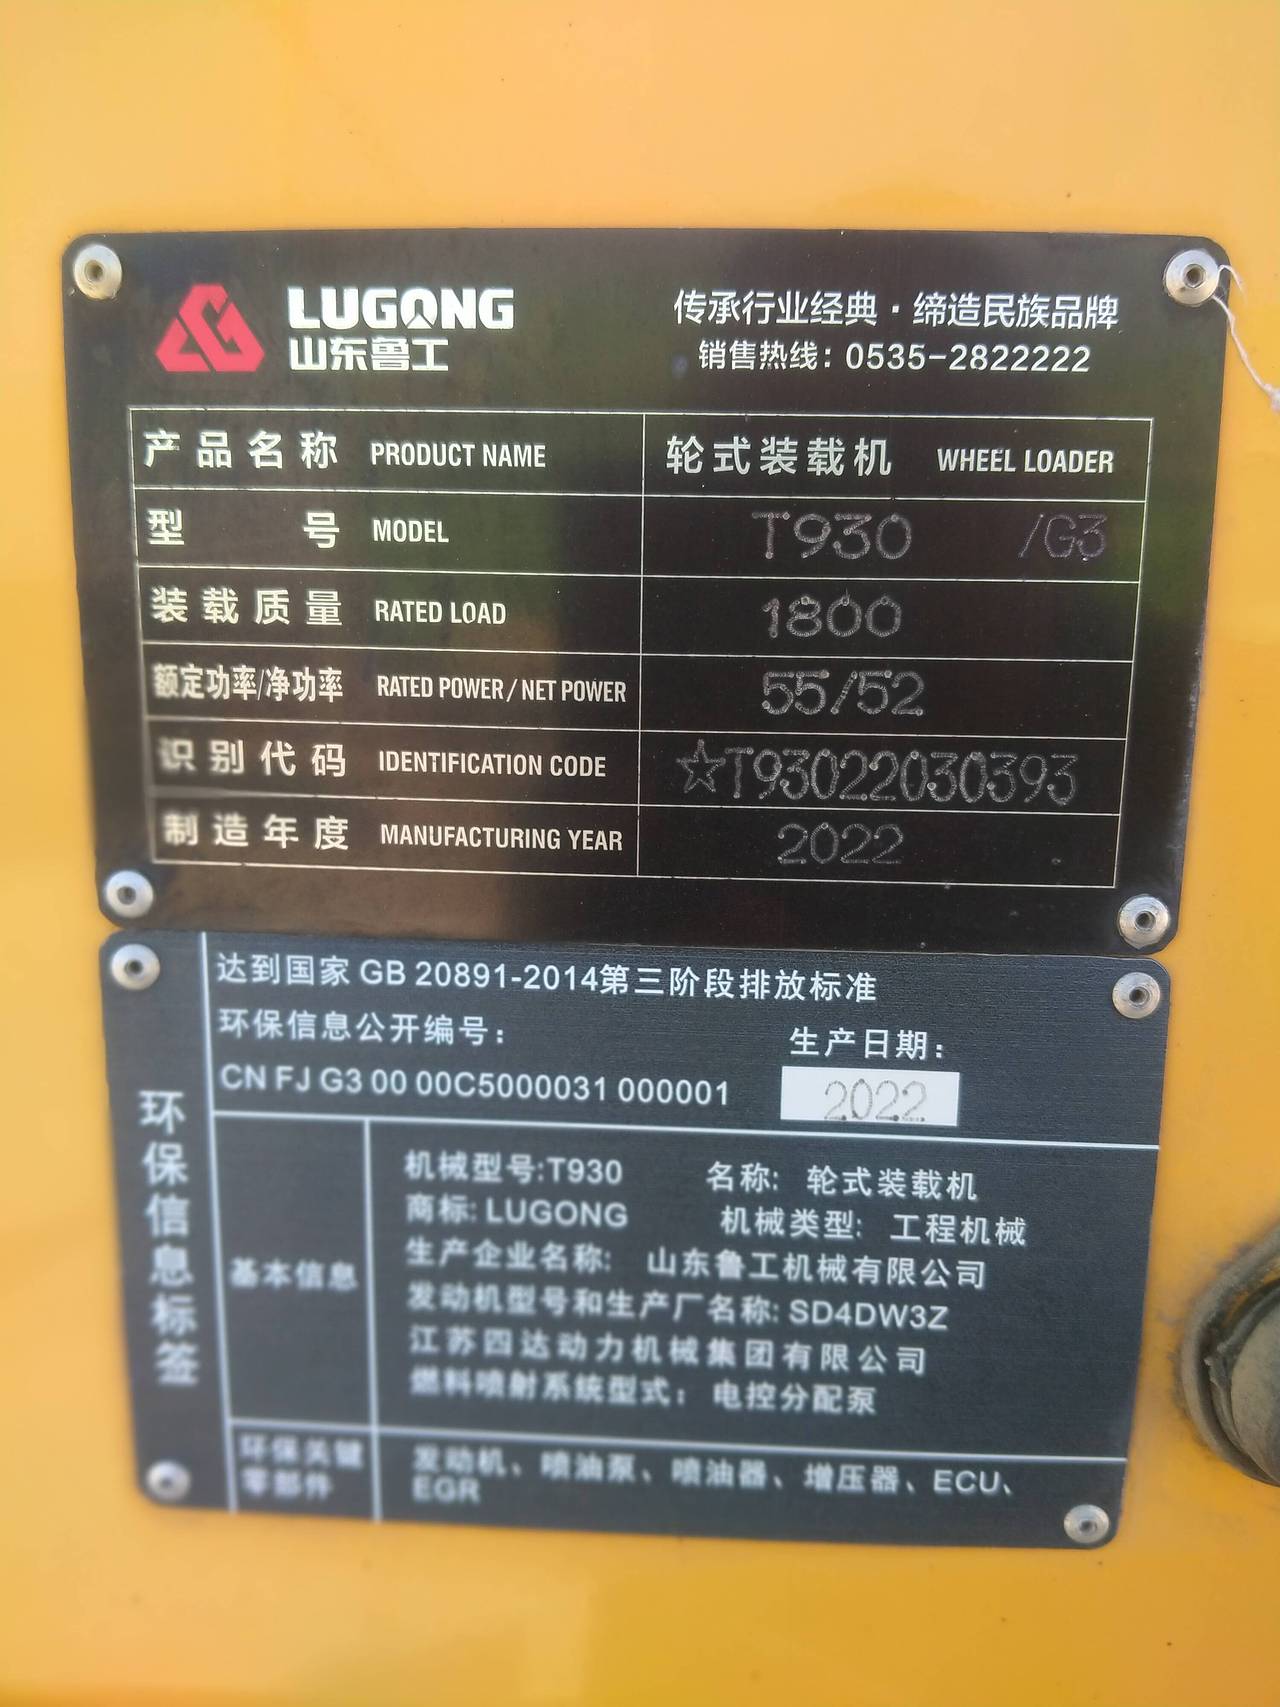 LUGONG
山东鲁工
传承行业经典·缔造民族品牌
销售热线：0535-2822222
产品名称 PRODUCT NAME 轮式装载机 WHEEL LOADER
型号 MODEL T930 /G3
装载质量 RATED LOAD 1800
额定功率/净功率 RATED POWER / NET POWER 55/52
识别代码 IDENTIFICATION CODE ☆T93022030393
制造年度 MANUFACTURING YEAR 2022
环保信息标签
达到国家 GB 20891-2014第三阶段排放标准
环保信息公开编号：
CN FJ G3 00 00C5000031 000001
生产日期：
2022
基本信息
机械型号:T930 名称: 轮式装载机
商标: LUGONG 机械类型: 工程机械
生产企业名称: 山东鲁工机械有限公司
发动机型号和生产厂名称: SD4DW3Z
江苏四达动力机械集团有限公司
燃料喷射系统型式： 电控分配泵
环保关键
零部件
发动机、喷油泵、喷油器、增压器、ECU、
EGR